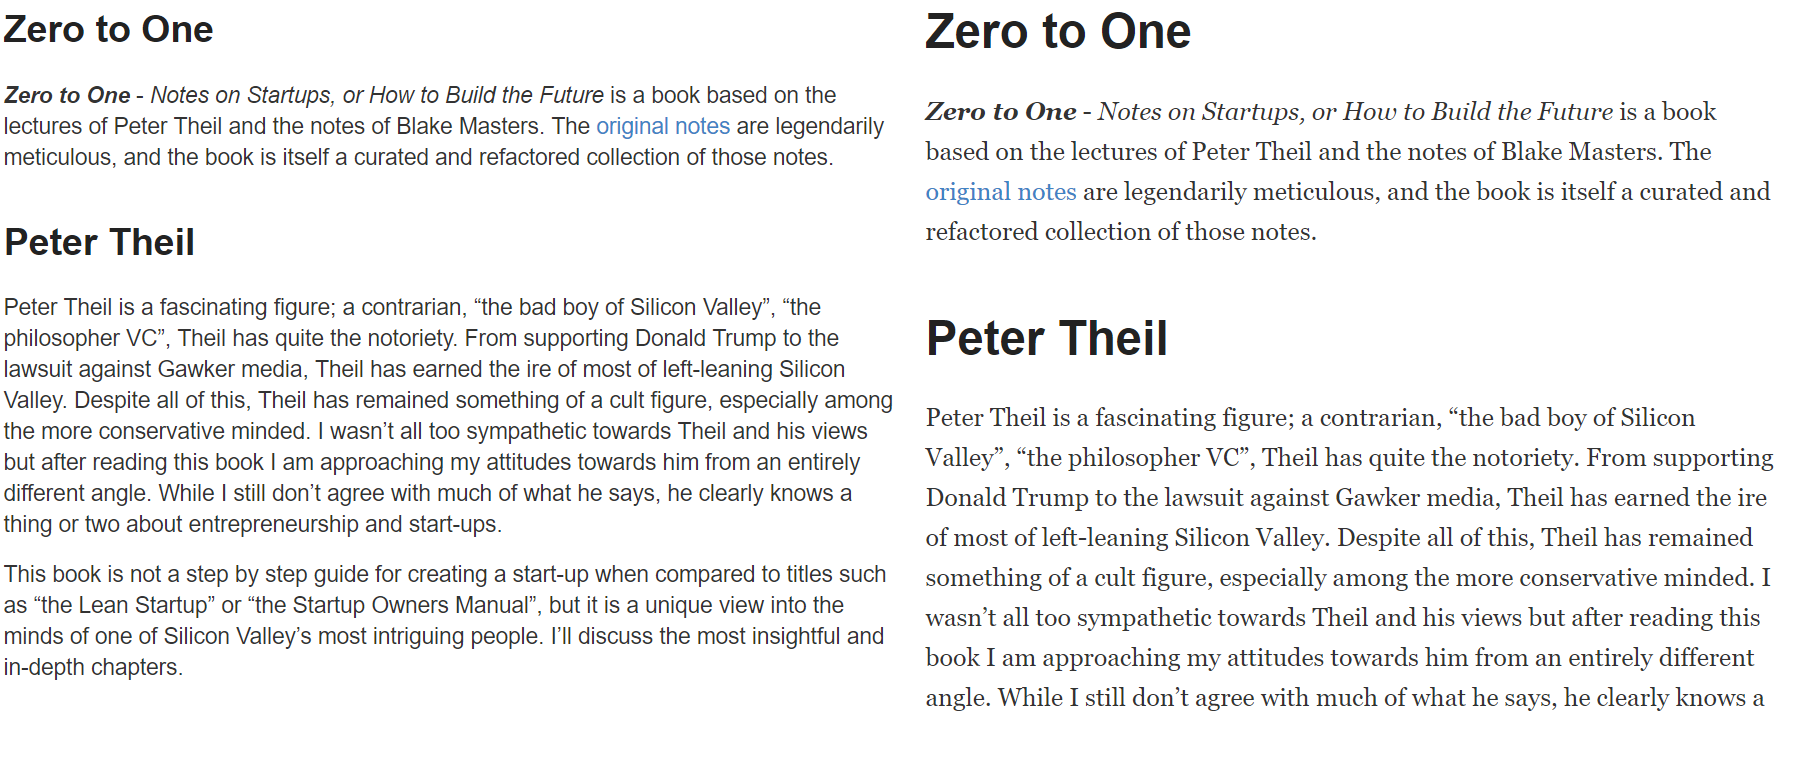 Zero to One
Zero to One - Notes on Startups, or How to Build the Future is a book based on the
lectures of Peter Theil and the notes of Blake Masters. The original notes are legendarily
meticulous, and the book is itself a curated and refactored collection of those notes.
Peter Theil
Peter Theil is a fascinating figure; a contrarian, “the bad boy of Silicon Valley”, “the
philosopher VC”, Theil has quite the notoriety. From supporting Donald Trump to the
lawsuit against Gawker media, Theil has earned the ire of most of left-leaning Silicon
Valley. Despite all of this, Theil has remained something of a cult figure, especially among
the more conservative minded. I wasn’t all too sympathetic towards Theil and his views
but after reading this book I am approaching my attitudes towards him from an entirely
different angle. While I still don’t agree with much of what he says, he clearly knows a
thing or two about entrepreneurship and start-ups.
This book is not a step by step guide for creating a start-up when compared to titles such
as “the Lean Startup” or “the Startup Owners Manual”, but it is a unique view into the
minds of one of Silicon Valley’s most intriguing people. I’ll discuss the most insightful and
in-depth chapters.
Zero to One
Zero to One - Notes on Startups, or How to Build the Future is a book
based on the lectures of Peter Theil and the notes of Blake Masters. The
original notes are legendarily meticulous, and the book is itself a curated and
refactored collection of those notes.
Peter Theil
Peter Theil is a fascinating figure; a contrarian, “the bad boy of Silicon
Valley”, “the philosopher VC”, Theil has quite the notoriety. From supporting
Donald Trump to the lawsuit against Gawker media, Theil has earned the ire
of most of left-leaning Silicon Valley. Despite all of this, Theil has remained
something of a cult figure, especially among the more conservative minded. I
wasn’t all too sympathetic towards Theil and his views but after reading this
book I am approaching my attitudes towards him from an entirely different
angle. While I still don’t agree with much of what he says, he clearly knows a